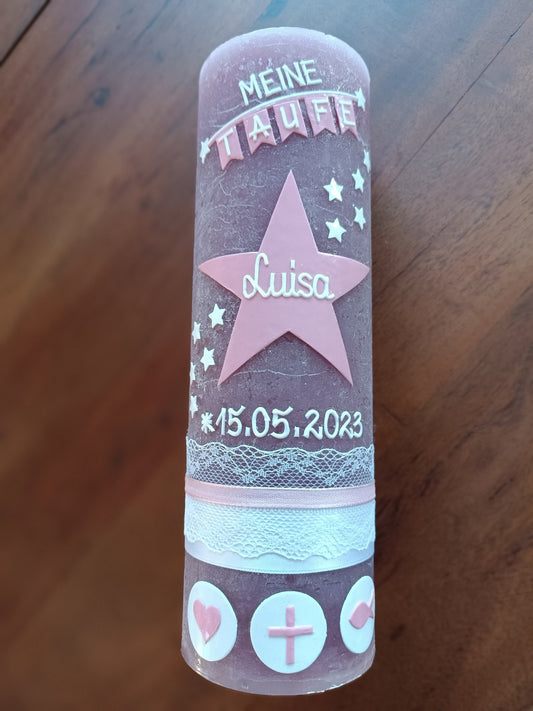 MEINE
TAUFE
Luisa
*15.05.2023